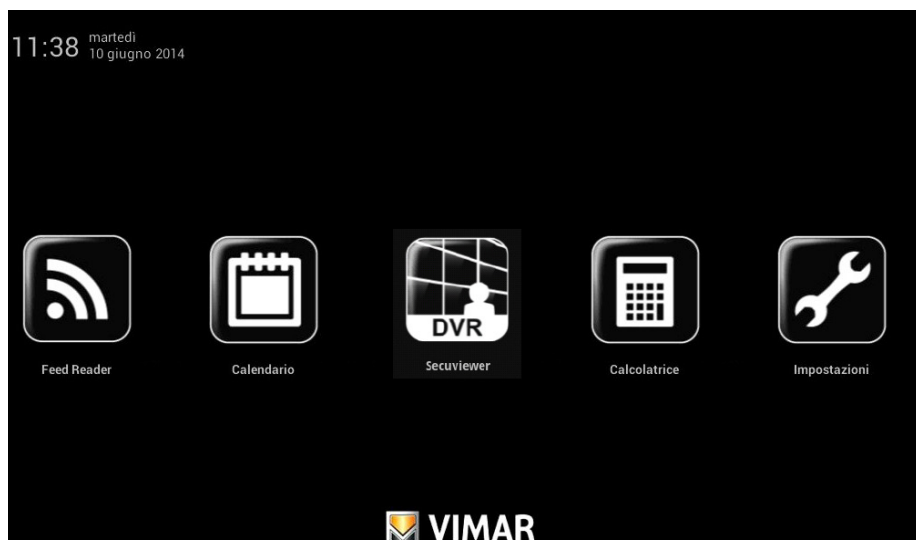 11:38
martedì
10 giugno 2014
DVR
Feed Reader
Calendario
Secuviewer
Calcolatrice
Impostazioni
VIMAR